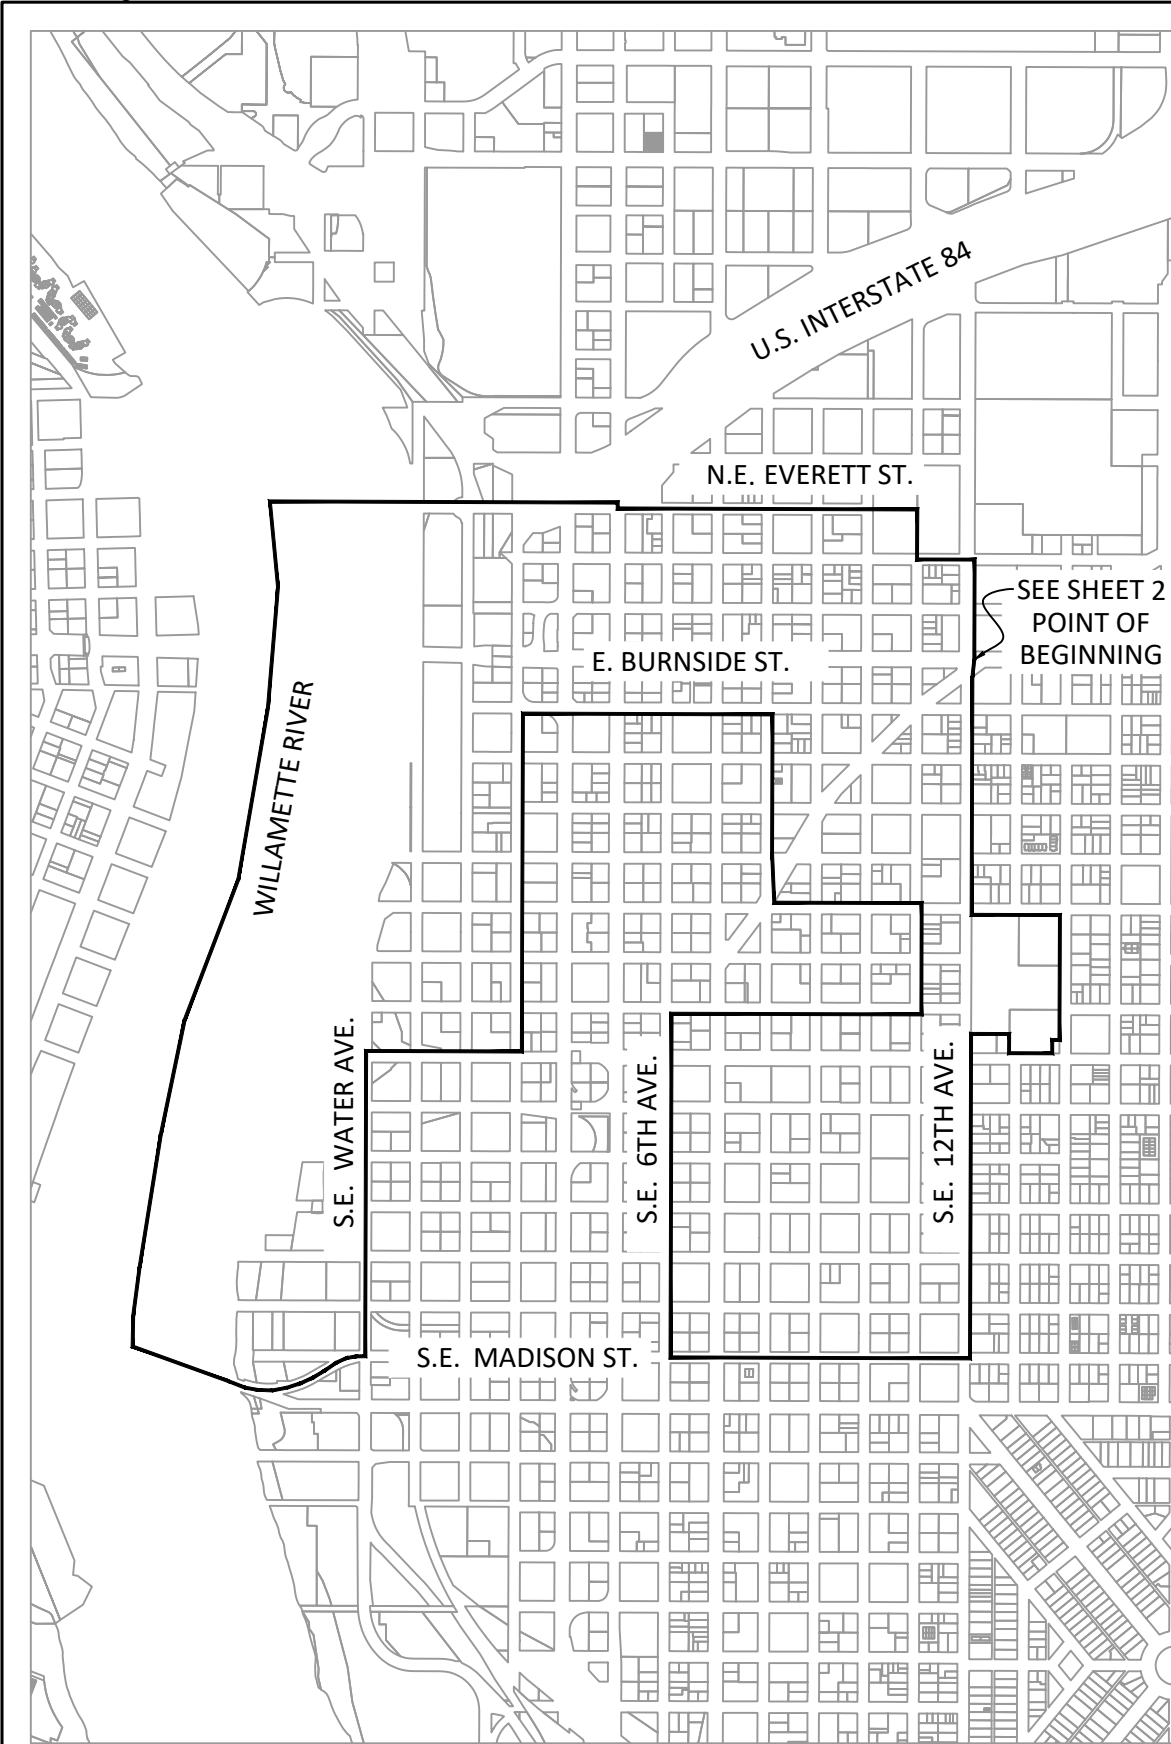 U.S. INTERSTATE 84
N.E. EVERETT ST.
SEE SHEET 2
POINT OF
BEGINNING
E. BURNSIDE ST.
WILLAMETTE RIVER
S.E. WATER AVE.
S.E. 6TH AVE.
S.E. 12TH AVE.
S.E. MADISON ST.